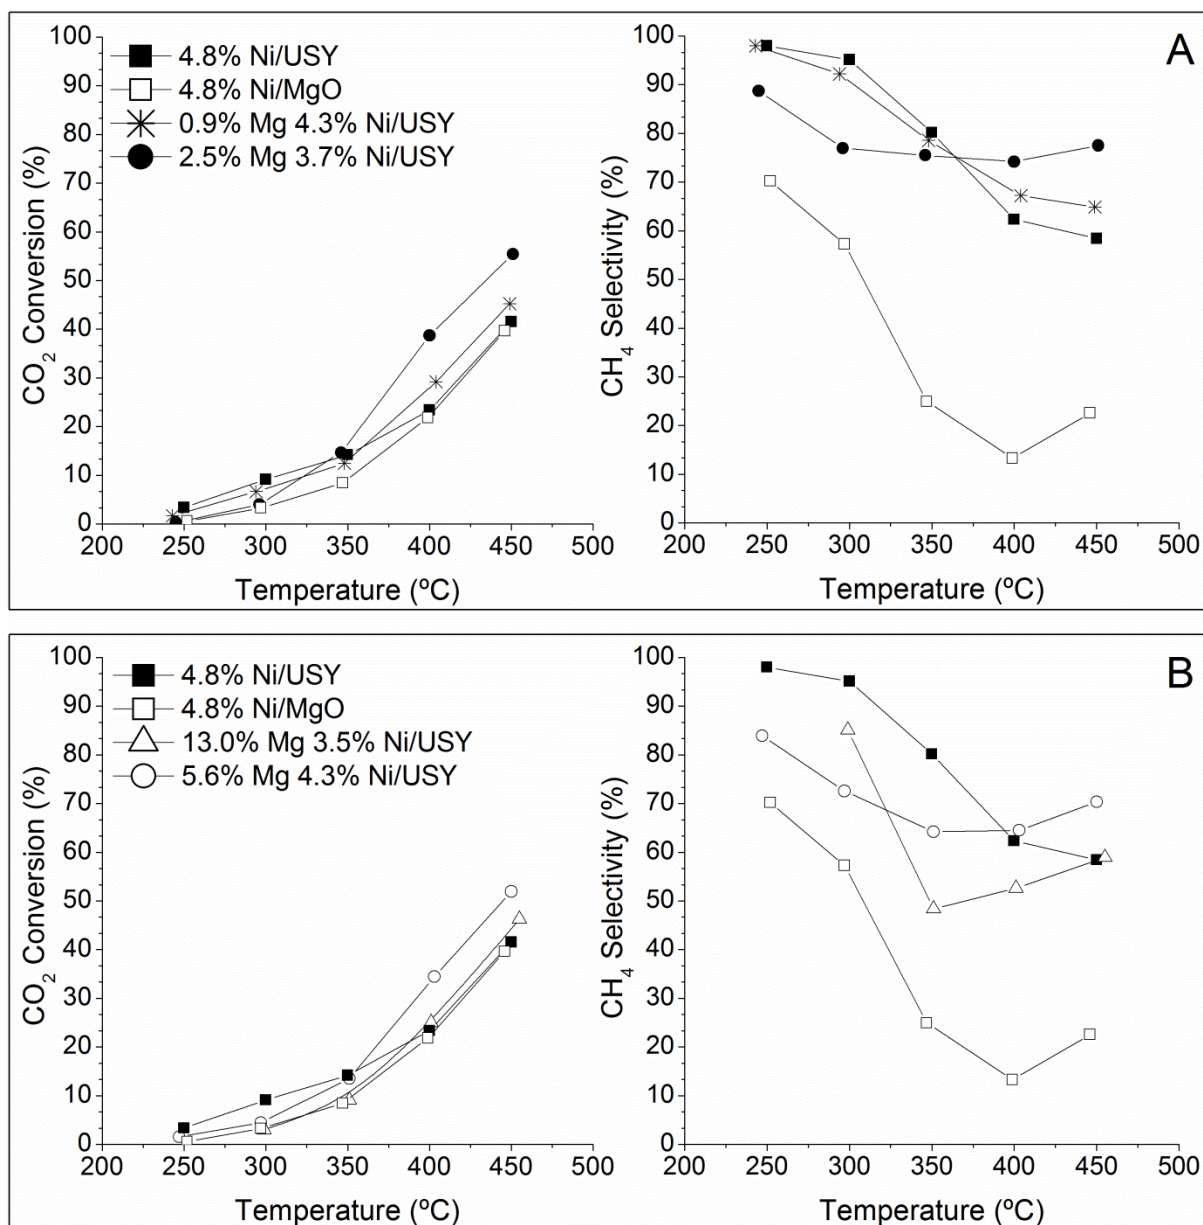 A
4.8% Ni/USY
4.8% Ni/MgO
0.9% Mg 4.3% Ni/USY
2.5% Mg 3.7% Ni/USY
CO2 Conversion (%)
100
90
80
70
60
50
40
30
20
10
0
200 250 300 350 400 450 500
Temperature (ºC)
CH4 Selectivity (%)
100
90
80
70
60
50
40
30
20
10
0
200 250 300 350 400 450 500
Temperature (ºC)
B
4.8% Ni/USY
4.8% Ni/MgO
13.0% Mg 3.5% Ni/USY
5.6% Mg 4.3% Ni/USY
CO2 Conversion (%)
100
90
80
70
60
50
40
30
20
10
0
200 250 300 350 400 450 500
Temperature (ºC)
CH4 Selectivity (%)
100
90
80
70
60
50
40
30
20
10
0
200 250 300 350 400 450 500
Temperature (ºC)